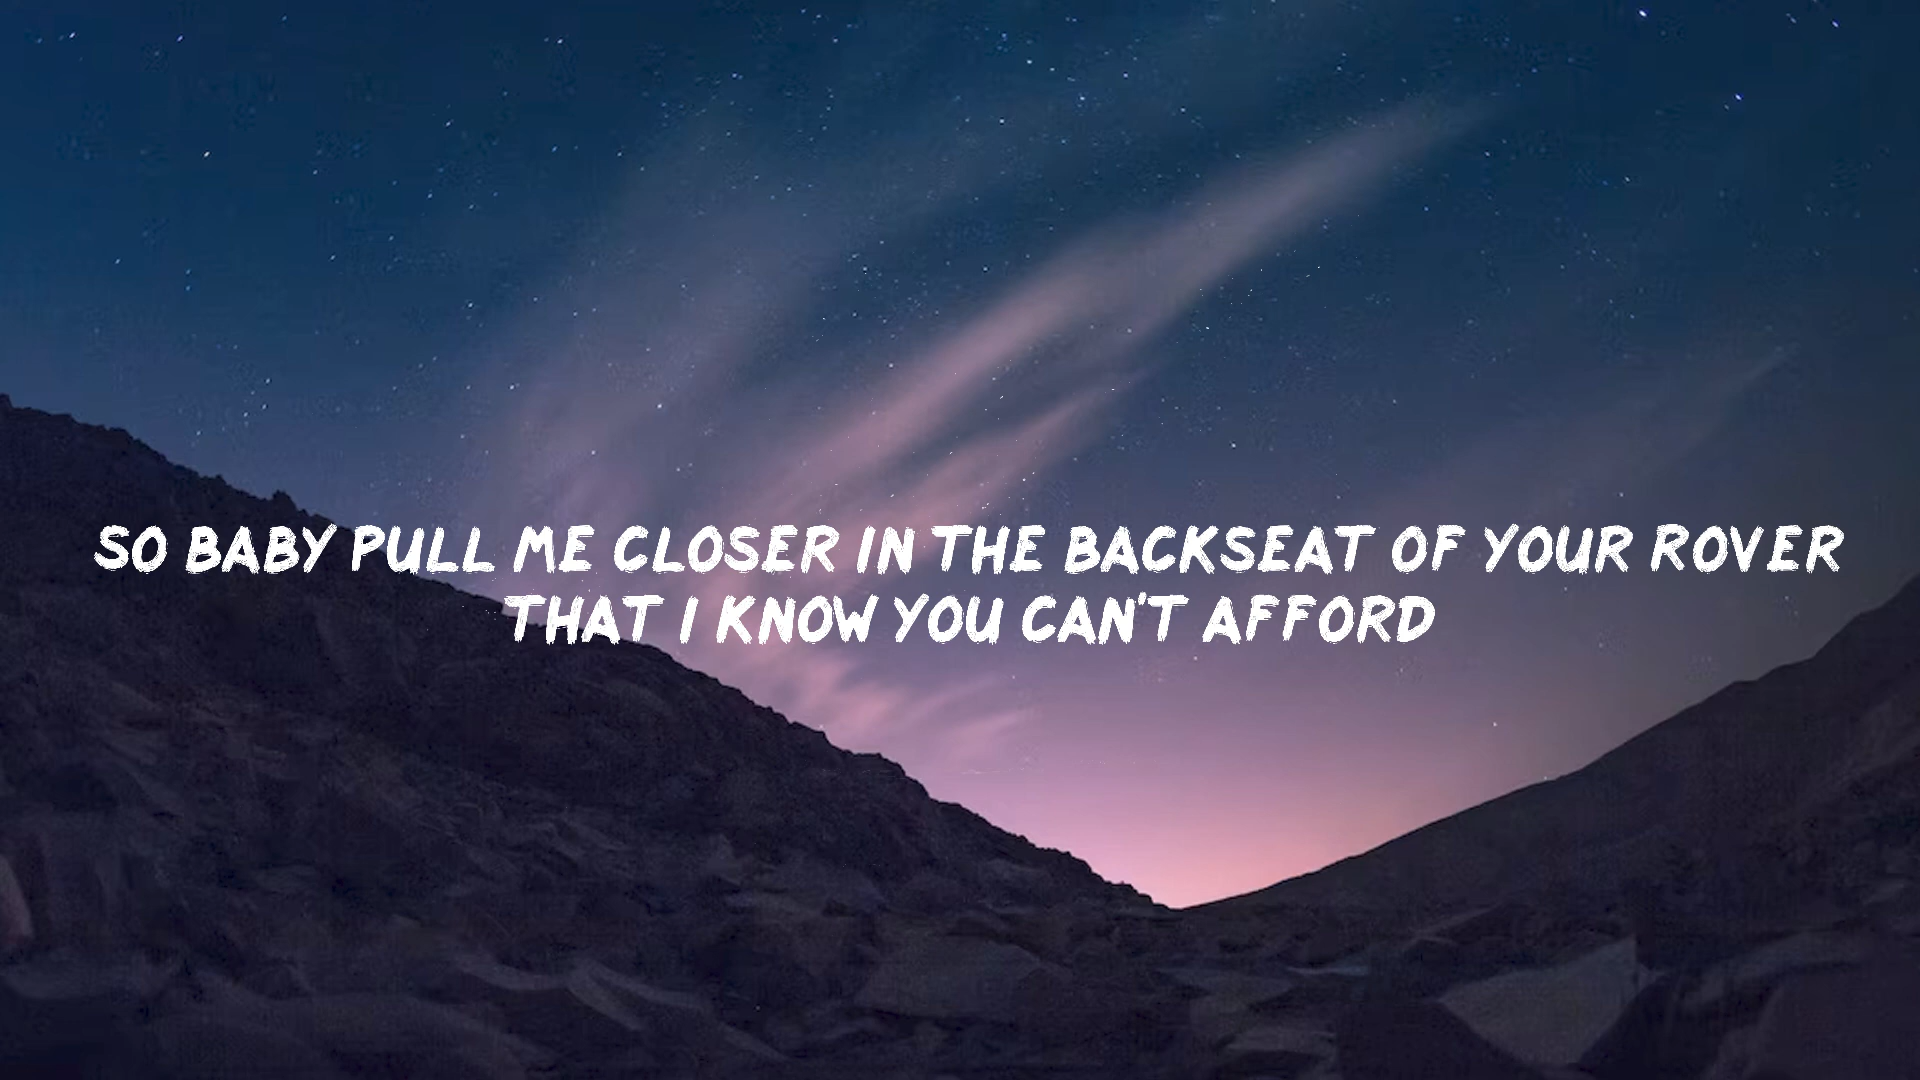 SO BABY PULL ME CLOSER IN THE BACKSEAT OF YOUR ROVER
THAT I KNOW YOU CAN'T AFFORD